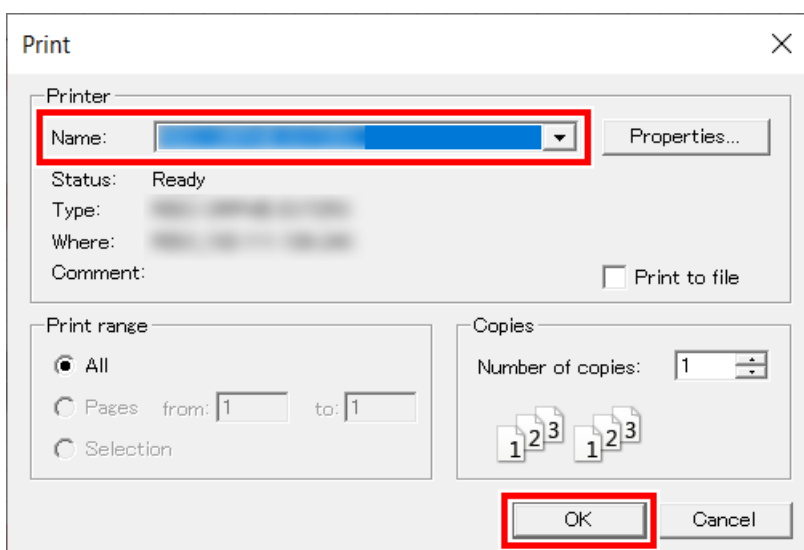 Print
Printer
Name:
Properties...
Status: Ready
Type:
Where:
Comment:
Print to file
Print range
All
Pages from: 1 to: 1
Selection
Copies
Number of copies: 1
1 2 3 1 2 3
OK Cancel